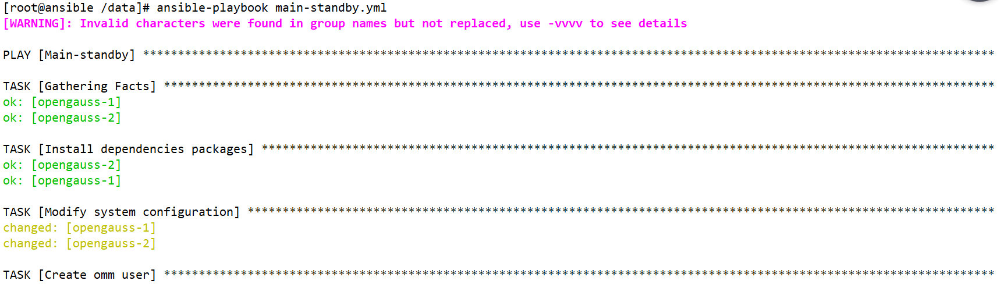 [root@ansible /data]# ansible-playbook main-standby.yml
[WARNING]: Invalid characters were found in group names but not replaced, use -vvvv to see details
PLAY [Main-standby] **************************************************************************************************************************
TASK [Gathering Facts] ***********************************************************************************************************************
ok: [opengauss-1]
ok: [opengauss-2]
TASK [Install dependencies packages] *********************************************************************************************************
ok: [opengauss-2]
ok: [opengauss-1]
TASK [Modify system configuration] ***********************************************************************************************************
changed: [opengauss-1]
changed: [opengauss-2]
TASK [Create omm user] ***********************************************************************************************************************